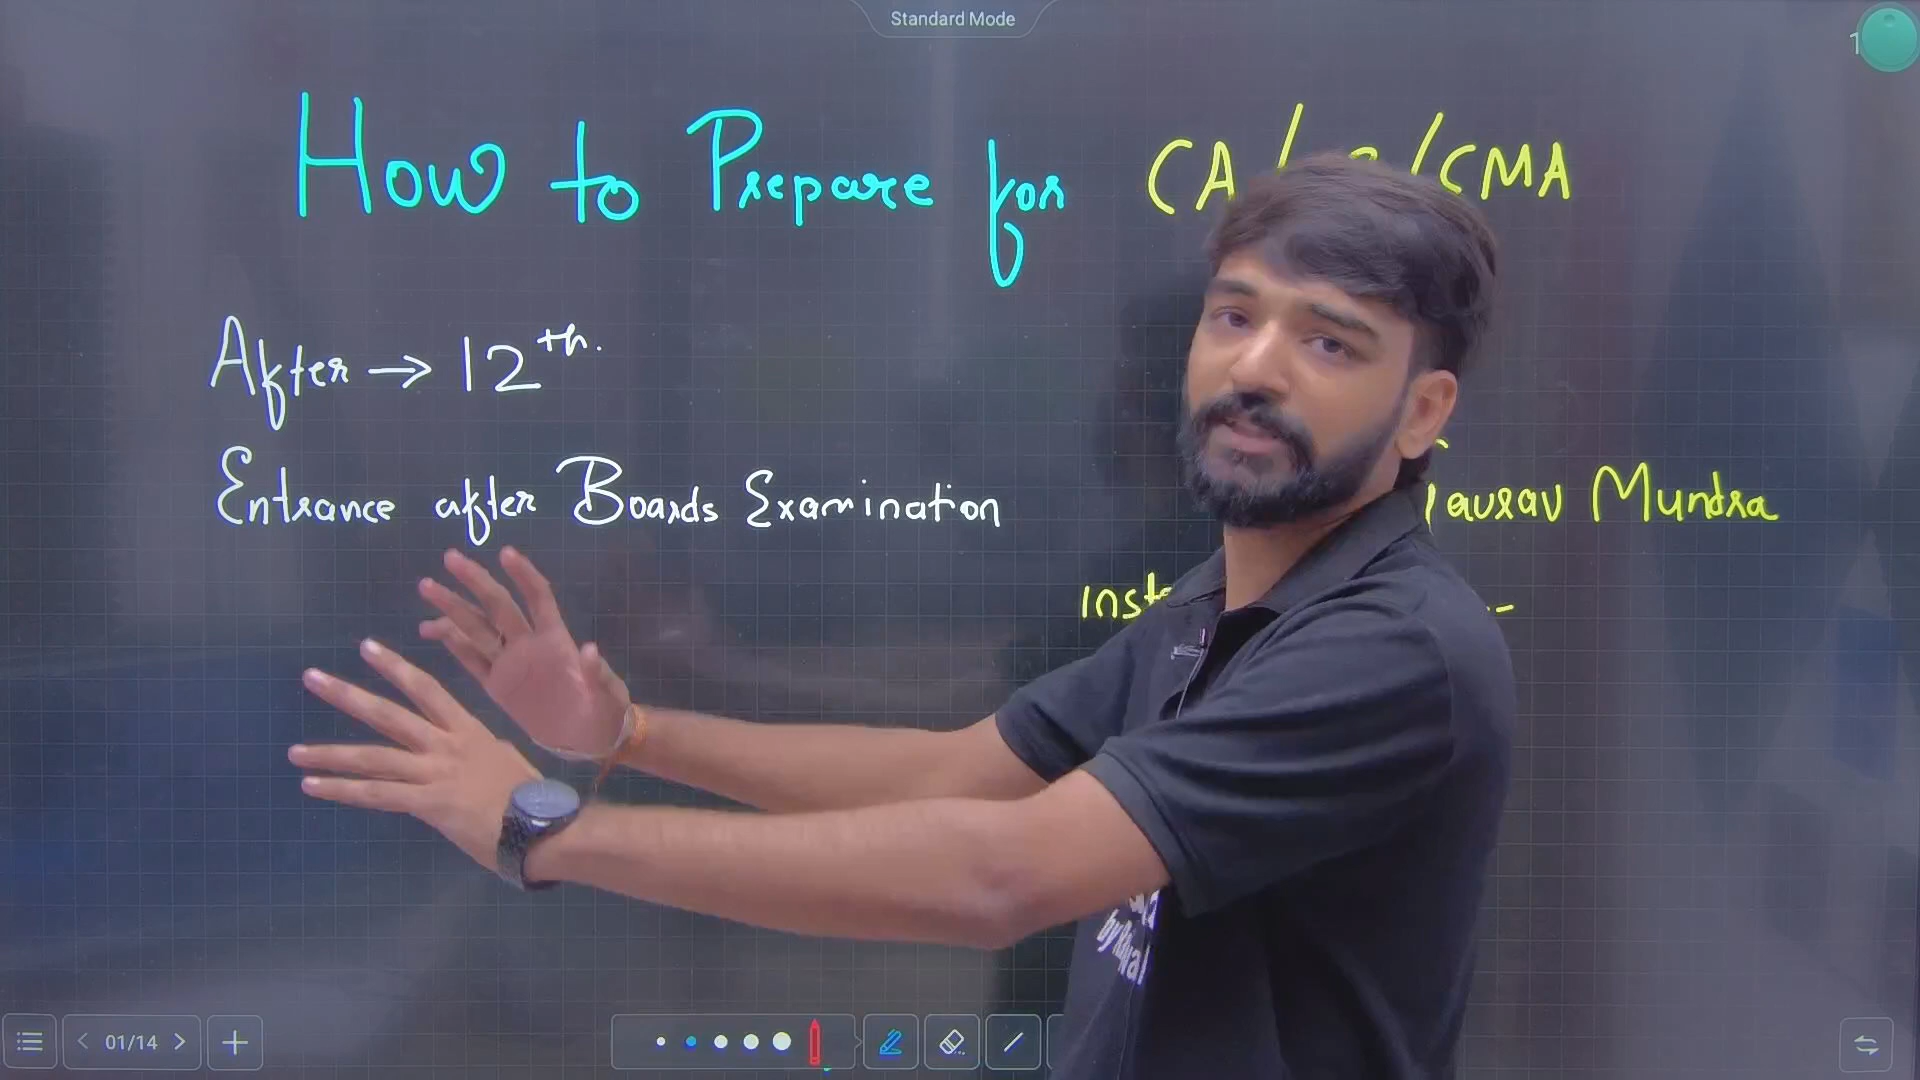 Standard Mode
How to Prepare for CA/ /CMA
After → 12th.
Entrance after Boards Examination
Mundra
01/14